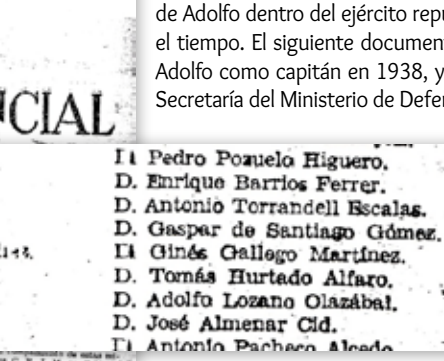 de Adolfo dentro del ejército repu
el tiempo. El siguiente document
Adolfo como capitán en 1938, y
Secretaría del Ministerio de Defen
CIAL
D. Pedro Pozuelo Higuero.
D. Enrique Barrios Ferrer.
D. Antonio Torrandell Escalas.
D. Gaspar de Santiago Gómez.
D. Ginés Gallego Martínez.
D. Tomás Hurtado Alfaro.
D. Adolfo Lozano Olazábal.
D. José Almenar Cid.
D. Antonio Pacheco Alcedo